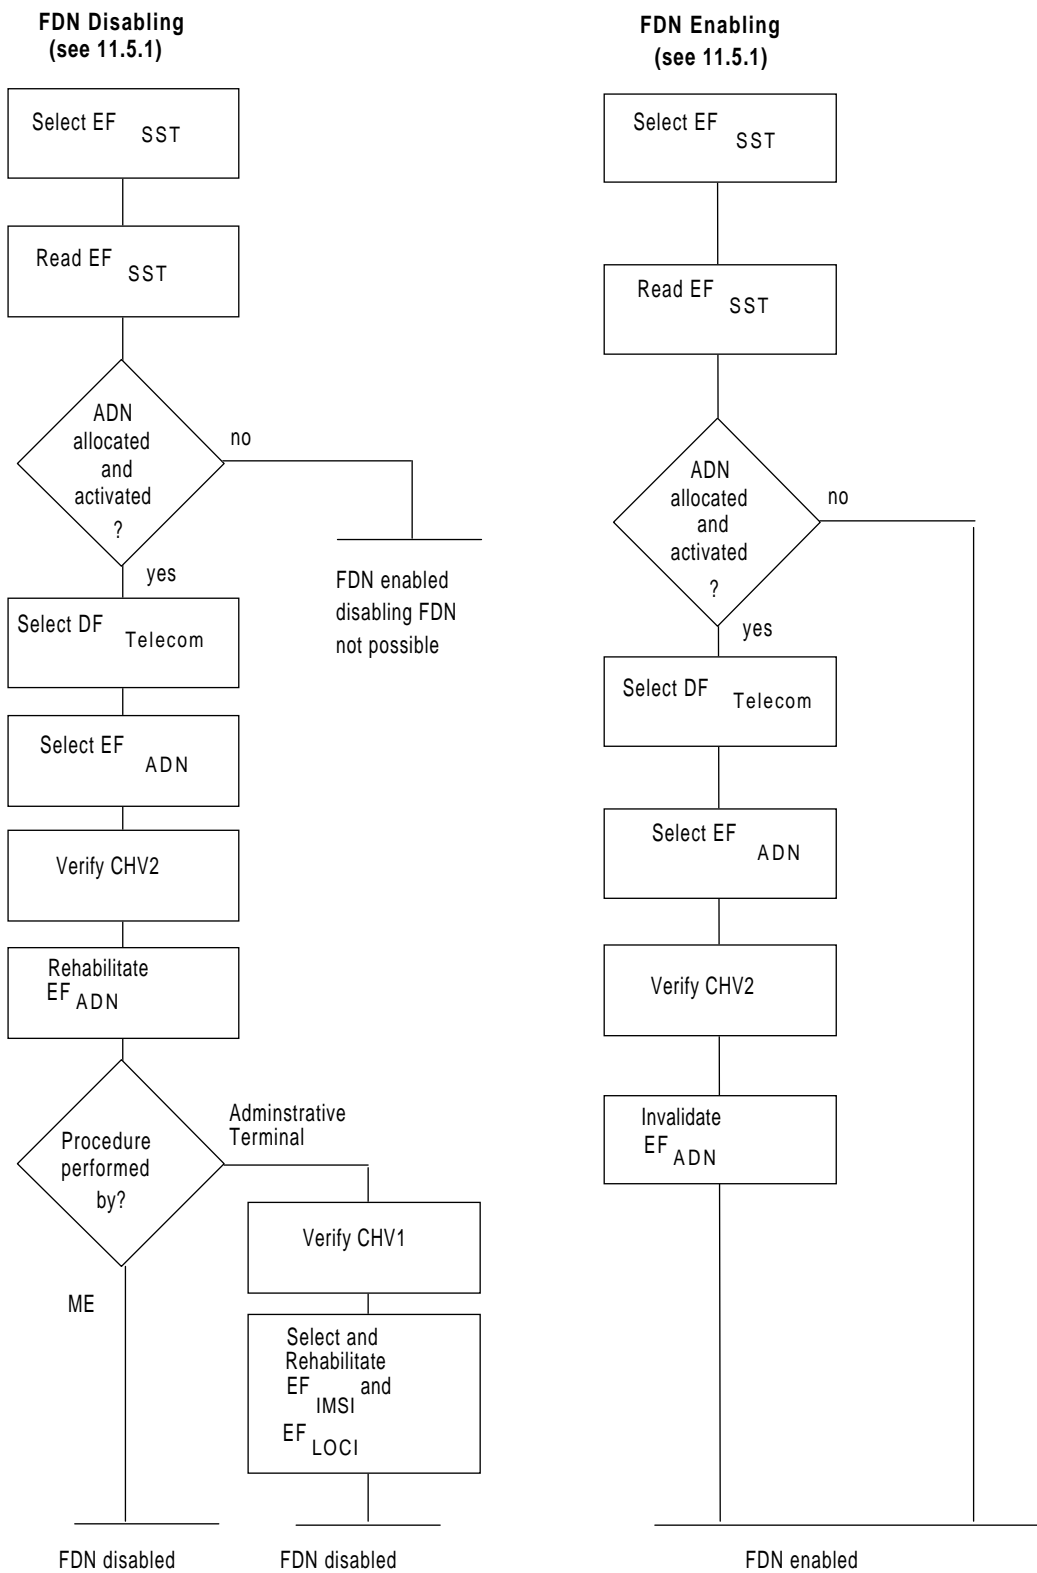 FDN Disabling
(see 11.5.1)
Select EF SST
Read EF SST
ADN
allocated
and
activated
?
no
yes
FDN enabled
disabling FDN
not possible
Select DF Telecom
Select EF ADN
Verify CHV2
Rehabilitate
EF ADN
Procedure
performed
by?
Adminstrative
Terminal
ME
Verify CHV1
Select and
Rehabilitate
EF IMSI and
EF LOCI
FDN disabled
FDN disabled
FDN Enabling
(see 11.5.1)
Select EF SST
Read EF SST
ADN
allocated
and
activated
?
no
yes
Select DF Telecom
Select EF ADN
Verify CHV2
Invalidate
EF ADN
FDN enabled